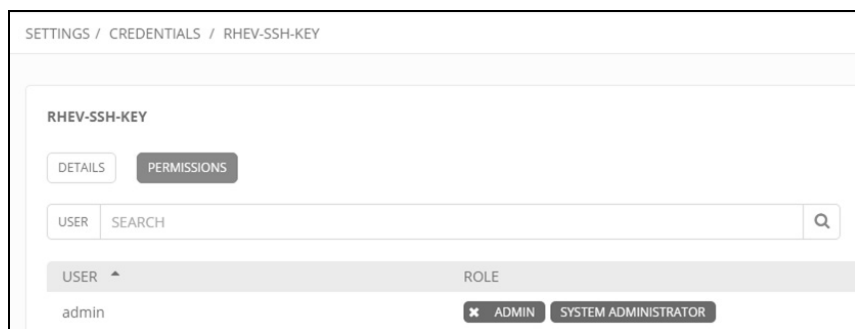 SETTINGS / CREDENTIALS / RHEV-SSH-KEY
RHEV-SSH-KEY
DETAILS PERMISSIONS
USER SEARCH
USER ROLE
admin ✖ ADMIN SYSTEM ADMINISTRATOR